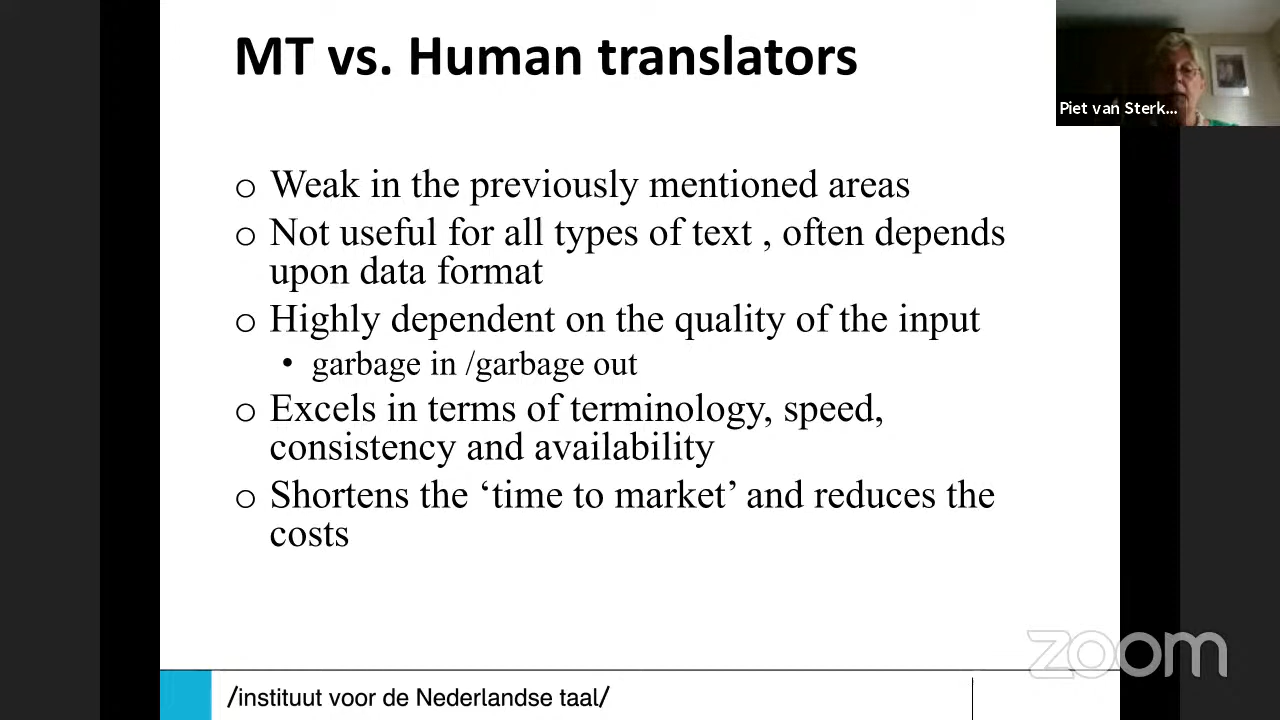 MT vs. Human translators
Piet van Sterk...
o Weak in the previously mentioned areas
o Not useful for all types of text , often depends
upon data format
o Highly dependent on the quality of the input
• garbage in /garbage out
o Excels in terms of terminology, speed,
consistency and availability
o Shortens the ‘time to market’ and reduces the
costs
zoom
/instituut voor de Nederlandse taal/